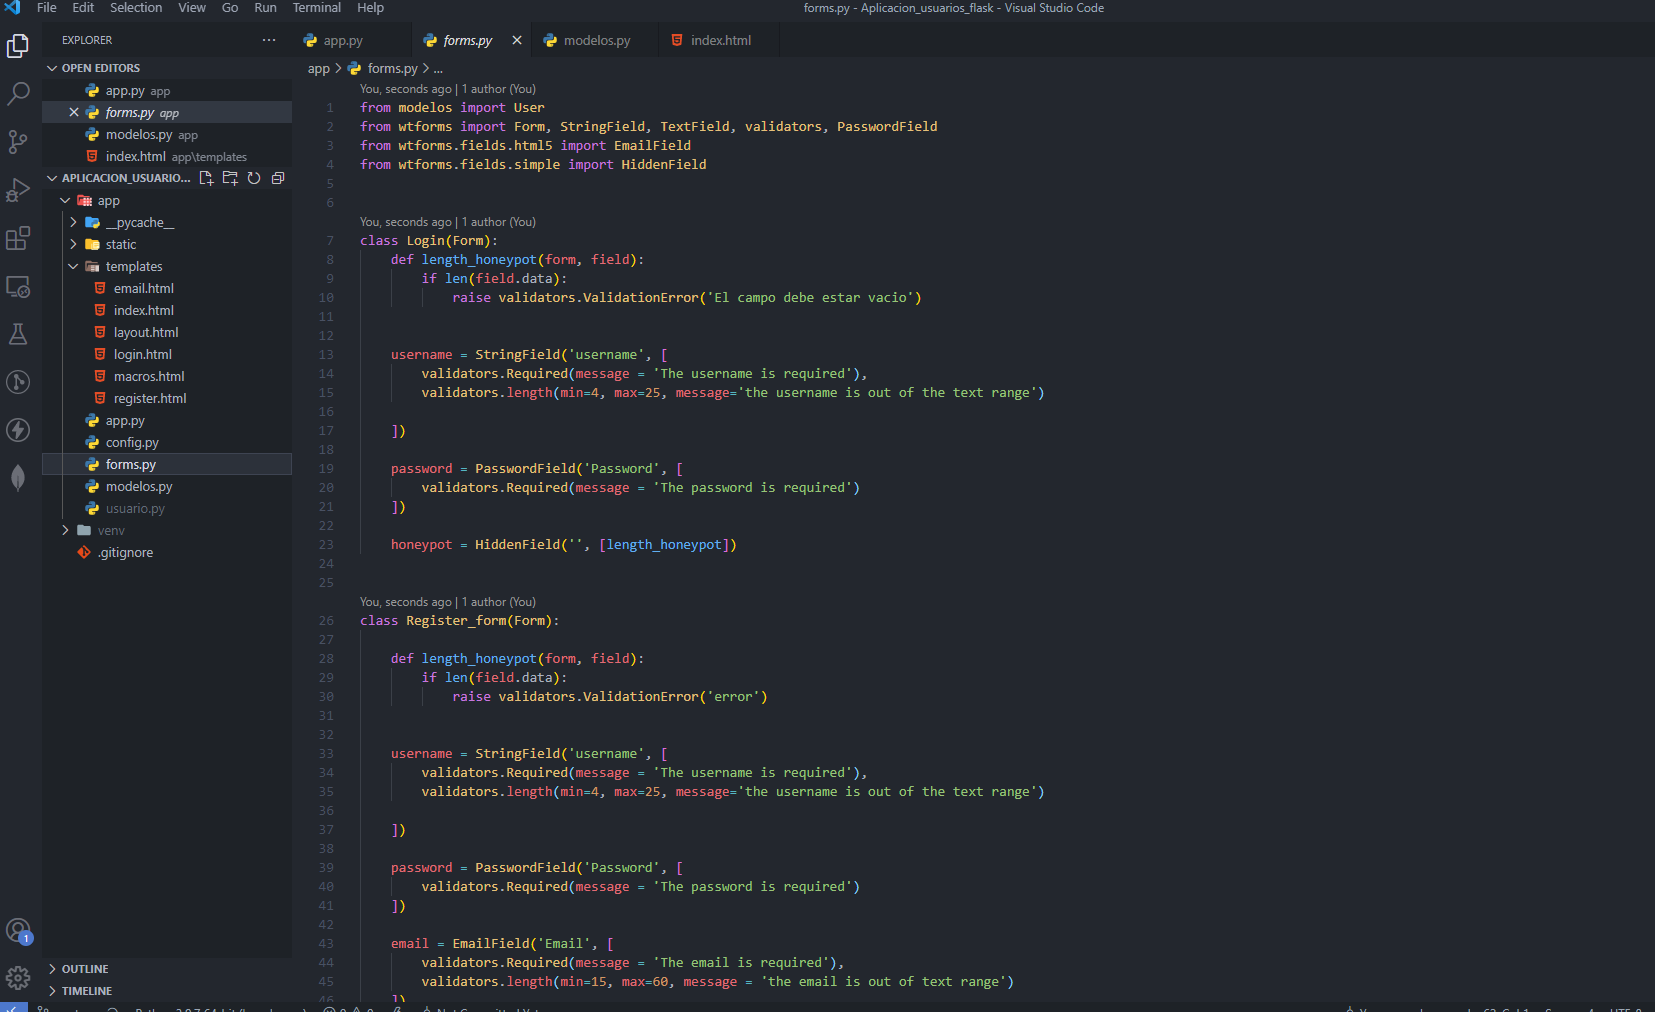 File Edit Selection View Go Run Terminal Help
forms.py - Aplicacion_usuarios_flask - Visual Studio Code
EXPLORER
OPEN EDITORS
app.py app
forms.py app
modelos.py app
index.html app\templates
APLICACION_USUARIO...
app
__pycache__
static
templates
email.html
index.html
layout.html
login.html
macros.html
register.html
app.py
config.py
forms.py
modelos.py
usuario.py
venv
.gitignore
OUTLINE
TIMELINE
1
app.py forms.py modelos.py index.html
app > forms.py > ...
You, seconds ago | 1 author (You)
1 from modelos import User
2 from wtforms import Form, StringField, TextField, validators, PasswordField
3 from wtforms.fields.html5 import EmailField
4 from wtforms.fields.simple import HiddenField
5
6
You, seconds ago | 1 author (You)
7 class Login(Form):
8 def length_honeypot(form, field):
9 if len(field.data):
10 raise validators.ValidationError('El campo debe estar vacio')
11
12
13 username = StringField('username', [
14 validators.Required(message = 'The username is required'),
15 validators.length(min=4, max=25, message='the username is out of the text range')
16
17 ])
18
19 password = PasswordField('Password', [
20 validators.Required(message = 'The password is required')
21 ])
22
23 honeypot = HiddenField('', [length_honeypot])
24
25
You, seconds ago | 1 author (You)
26 class Register_form(Form):
27
28 def length_honeypot(form, field):
29 if len(field.data):
30 raise validators.ValidationError('error')
31
32
33 username = StringField('username', [
34 validators.Required(message = 'The username is required'),
35 validators.length(min=4, max=25, message='the username is out of the text range')
36
37 ])
38
39 password = PasswordField('Password', [
40 validators.Required(message = 'The password is required')
41 ])
42
43 email = EmailField('Email', [
44 validators.Required(message = 'The email is required'),
45 validators.length(min=15, max=60, message = 'the email is out of text range')
46 ])